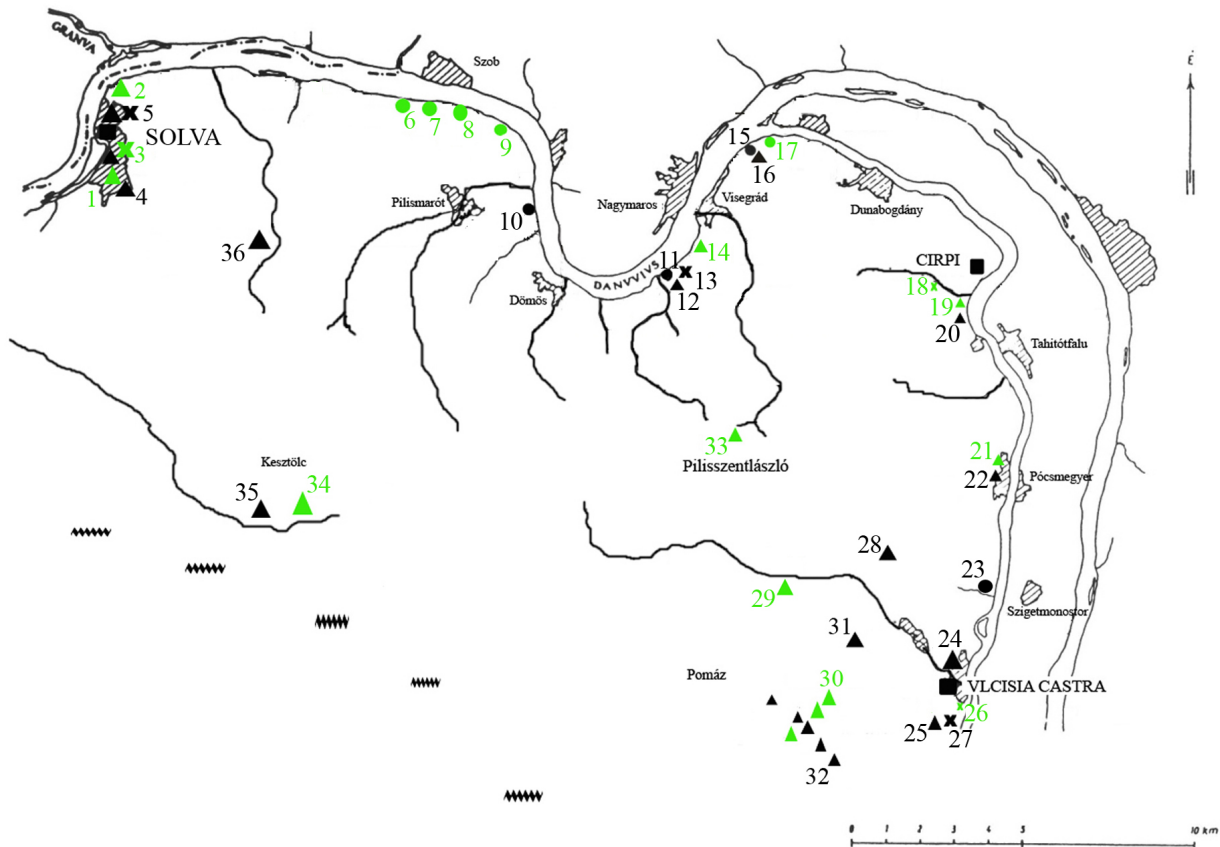 GRANVA
Szob
É
2
5
SOLVA
3
1
4
6
7
8
9
15
17
16
Pilismarót
10
Nagymaros
Visegrád
Dunabogdány
36
14
11
13
DANVVIVS
12
Dömös
CIRPI
18
19
20
Tahitótfalu
33
Pilisszentlászló
21
22
Pócsmegyer
Kesztölc
35
34
28
23
29
Szigetmonostor
31
24
Pomáz
30
VLCISIA CASTRA
26
25
27
32
0 1 2 3 4 5 10 km